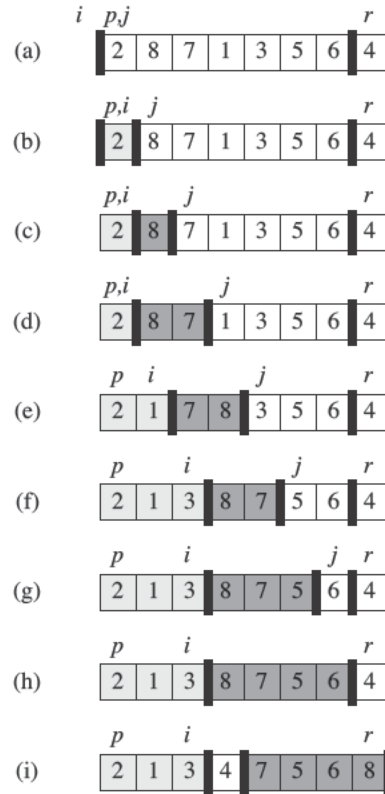 i p,j r
(a) 2 8 7 1 3 5 6 4
p,i j r
(b) 2 8 7 1 3 5 6 4
p,i j r
(c) 2 8 7 1 3 5 6 4
p,i j r
(d) 2 8 7 1 3 5 6 4
p i j r
(e) 2 1 7 8 3 5 6 4
p i j r
(f) 2 1 3 8 7 5 6 4
p i j r
(g) 2 1 3 8 7 5 6 4
p i r
(h) 2 1 3 8 7 5 6 4
p i r
(i) 2 1 3 4 7 5 6 8